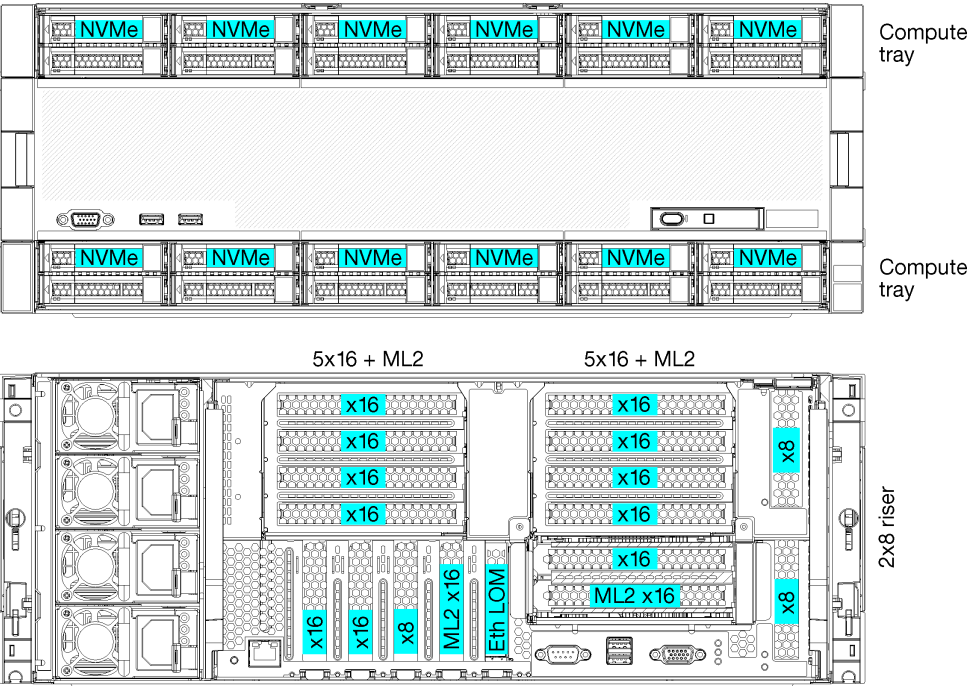 NVMe NVMe NVMe NVMe NVMe NVMe
Compute
tray
NVMe NVMe NVMe NVMe NVMe NVMe
Compute
tray
5x16 + ML2 5x16 + ML2
x16 x16
x16 x16
x16 x16
x16 x16
x8
2x8 riser
x16
x16
x8
ML2 x16
Eth LOM
x16
ML2 x16
x8